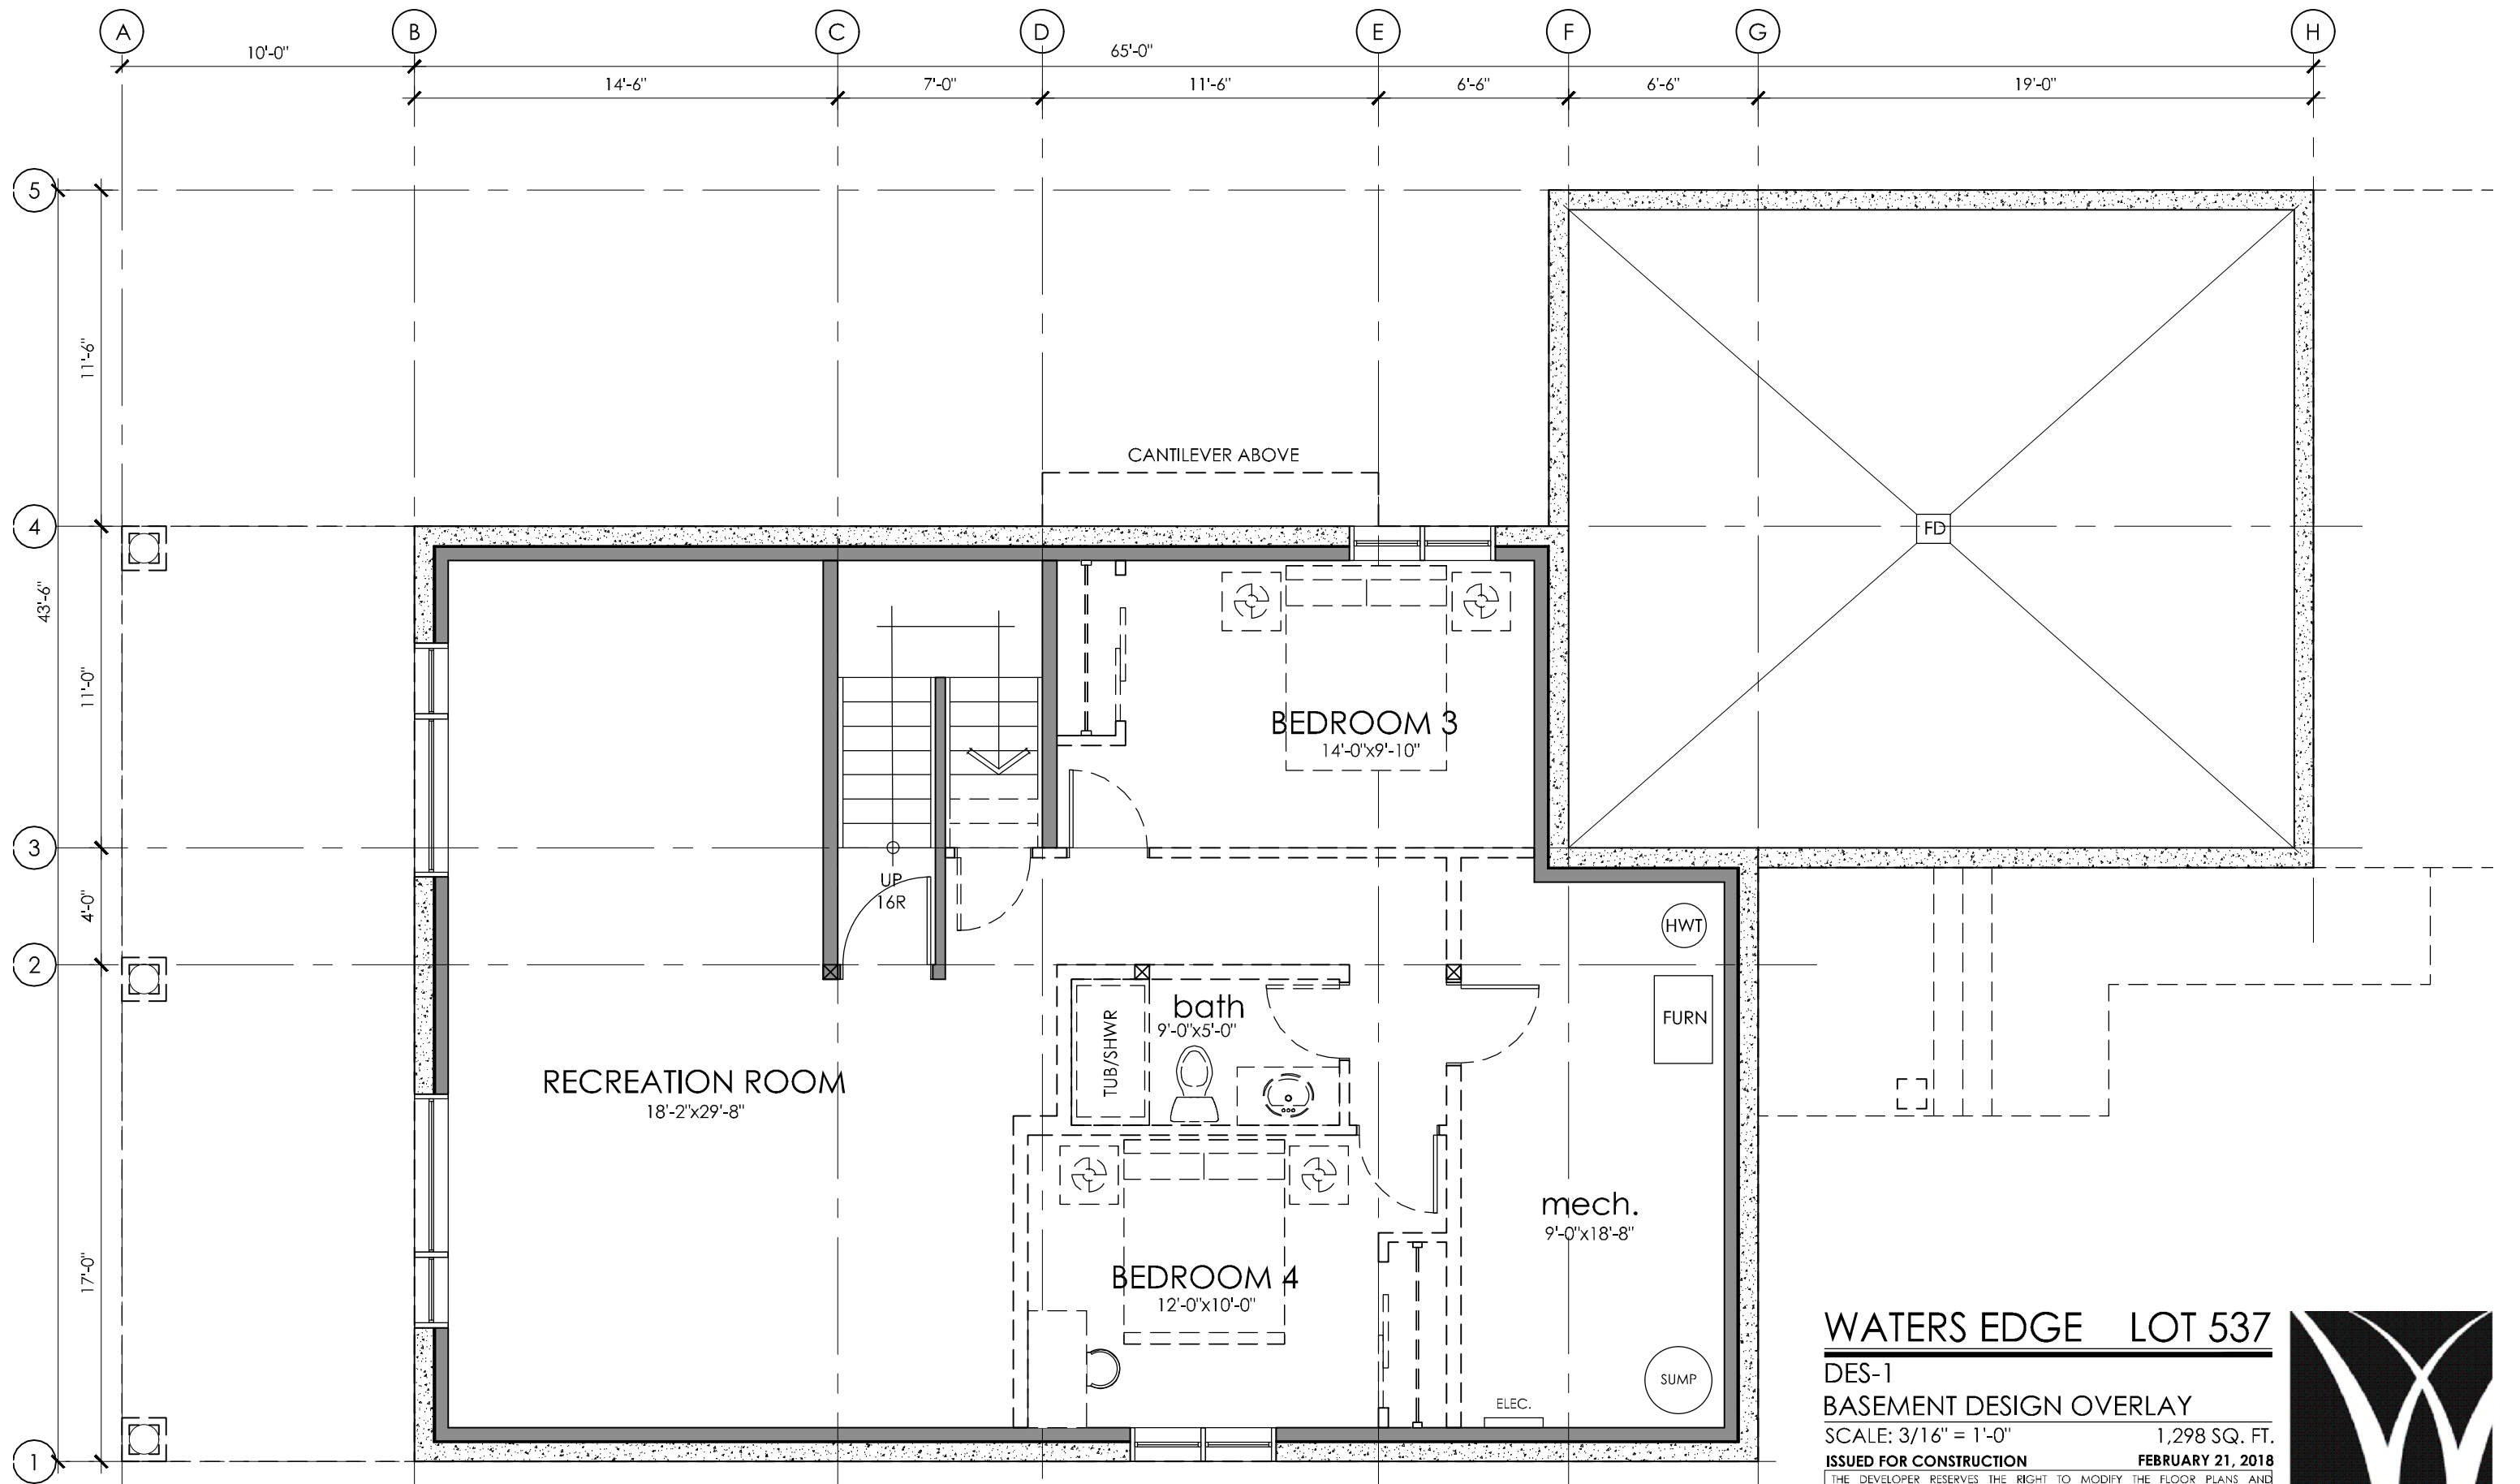 A B C D E F G H
10'-0" 65'-0"
14'-6" 7'-0" 11'-6" 6'-6" 6'-6" 19'-0"
5
11'-6"
CANTILEVER ABOVE
4
FD
43'-6"
11'-0"
BEDROOM 3
14'-0"x9'-10"
3
UP
16R
4'-0"
HWT
2
bath
9'-0"x5'-0"
TUB/SHWR
FURN
RECREATION ROOM
18'-2"x29'-8"
mech.
9'-0"x18'-8"
17'-0"
BEDROOM 4
12'-0"x10'-0"
SUMP
ELEC.
1
WATERS EDGE LOT 537
DES-1
BASEMENT DESIGN OVERLAY
SCALE: 3/16" = 1'-0" 1,298 SQ. FT.
ISSUED FOR CONSTRUCTION FEBRUARY 21, 2018
THE DEVELOPER RESERVES THE RIGHT TO MODIFY THE FLOOR PLANS AND